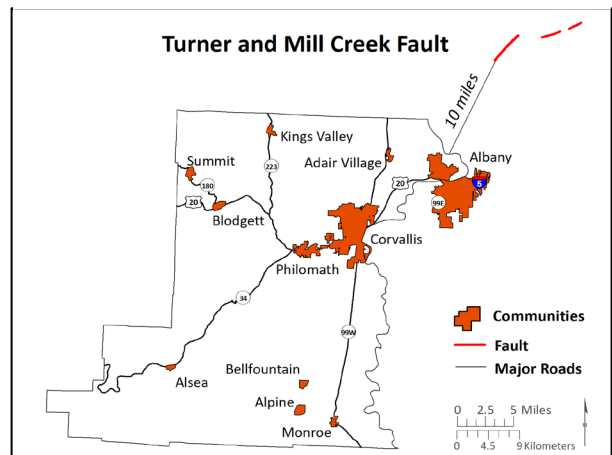 Turner and Mill Creek Fault
10 miles
Kings Valley
Summit
223
Adair Village
Albany
180
20
20
5
99E
Blodgett
Corvallis
Philomath
34
99W
Communities
Fault
Major Roads
Bellfountain
Alsea
Alpine
Monroe
0 2.5 5 Miles
0 4.5 9 Kilometers
N